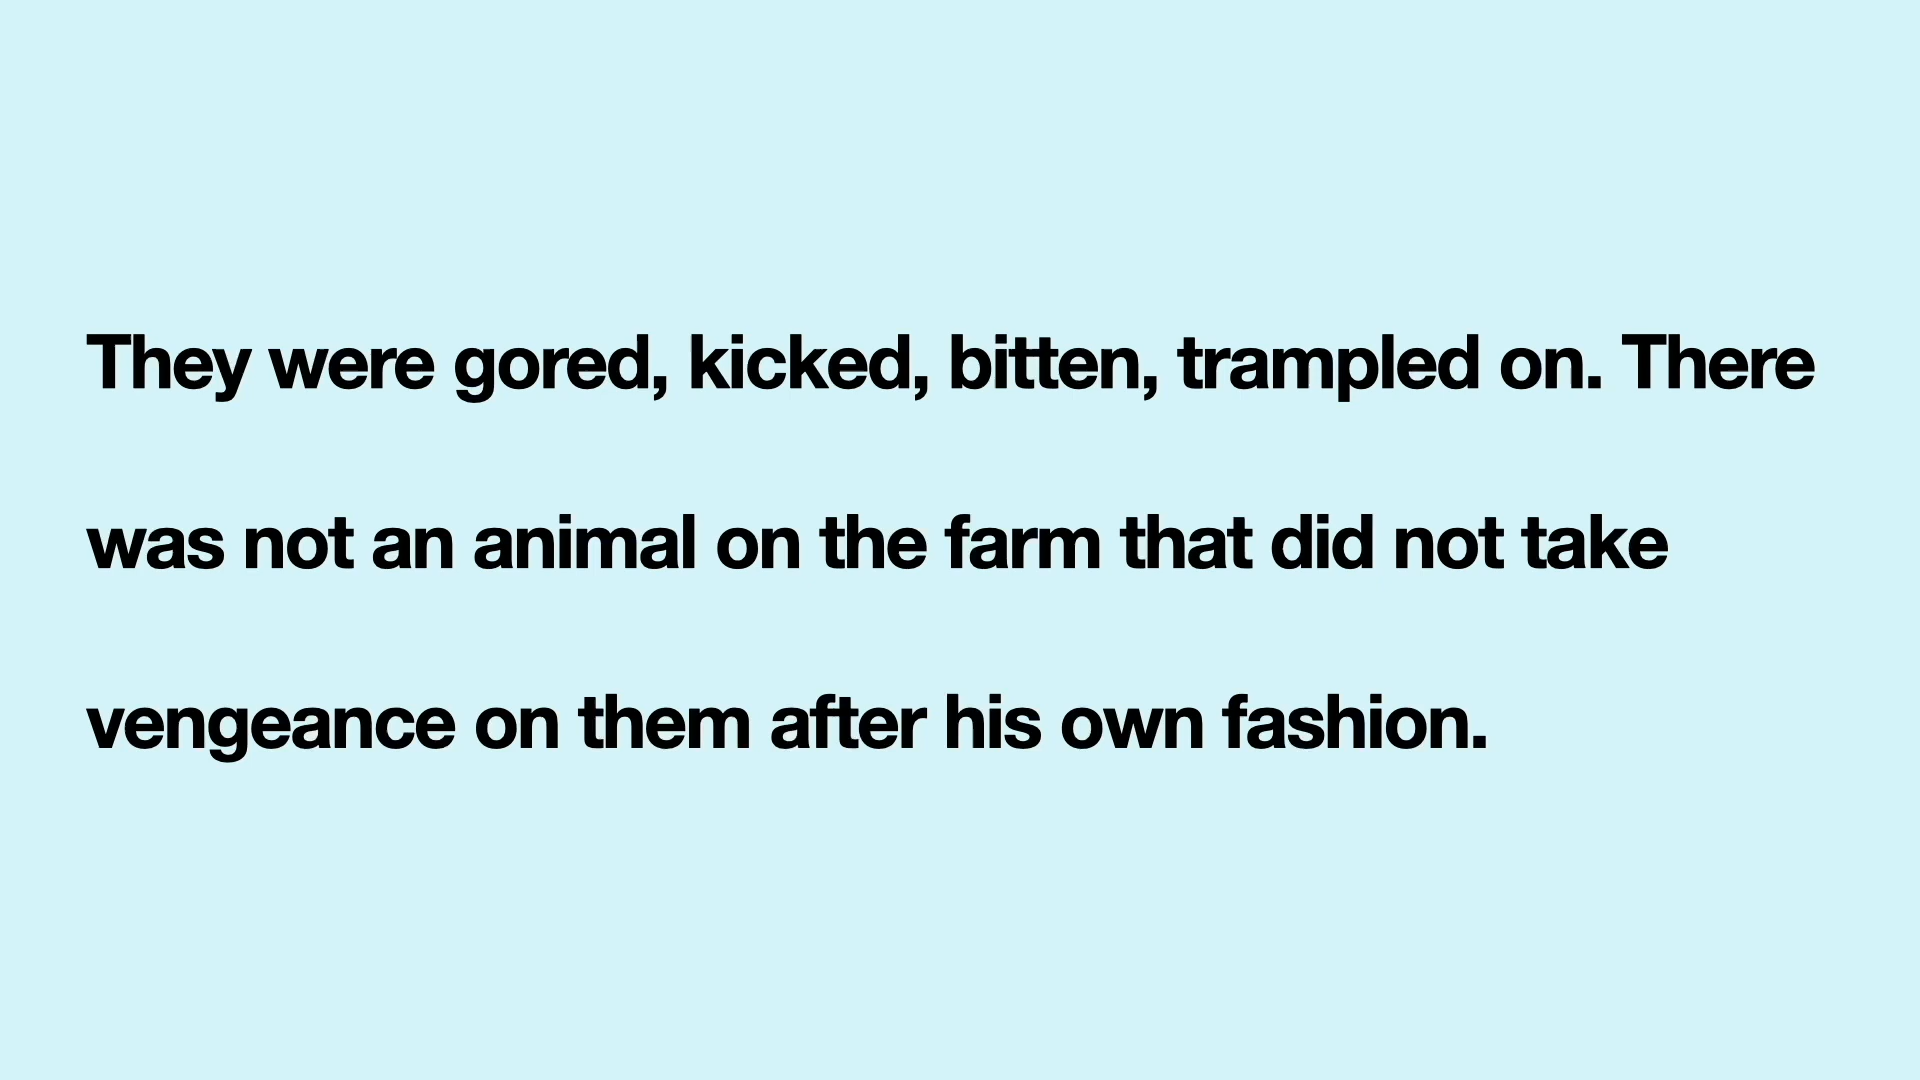 They were gored, kicked, bitten, trampled on. There
was not an animal on the farm that did not take
vengeance on them after his own fashion.